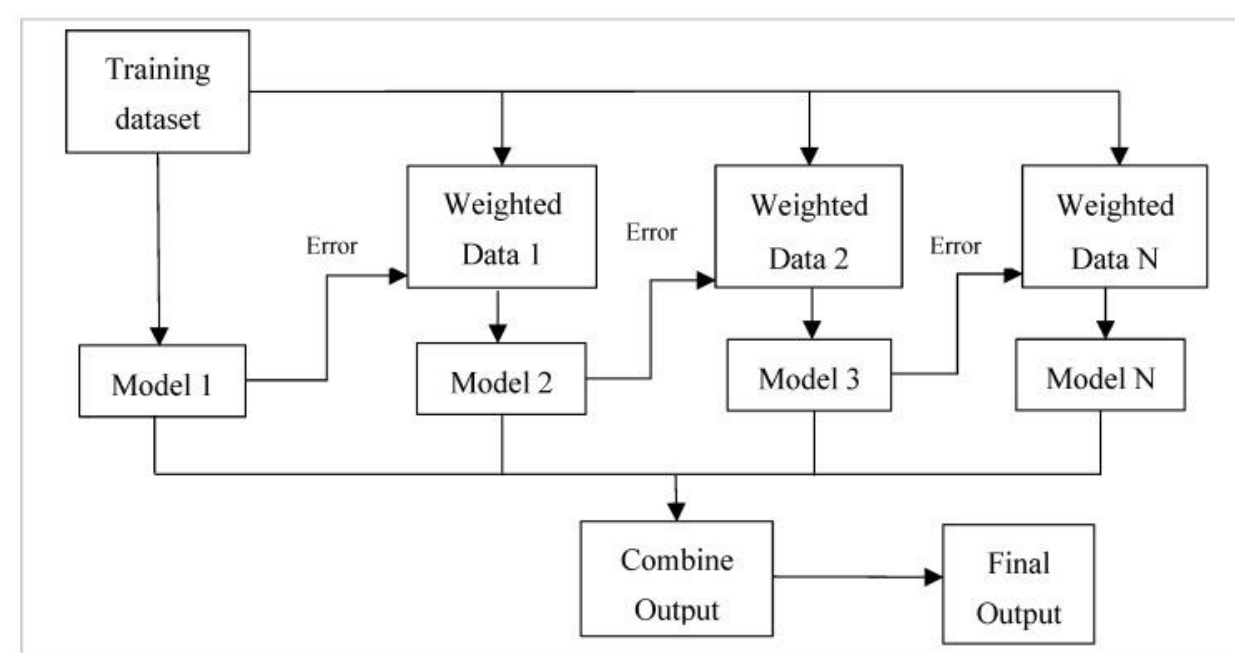 Training
dataset
Weighted
Data 1
Weighted
Data 2
Weighted
Data N
Error
Error
Error
Model 1
Model 2
Model 3
Model N
Combine
Output
Final
Output